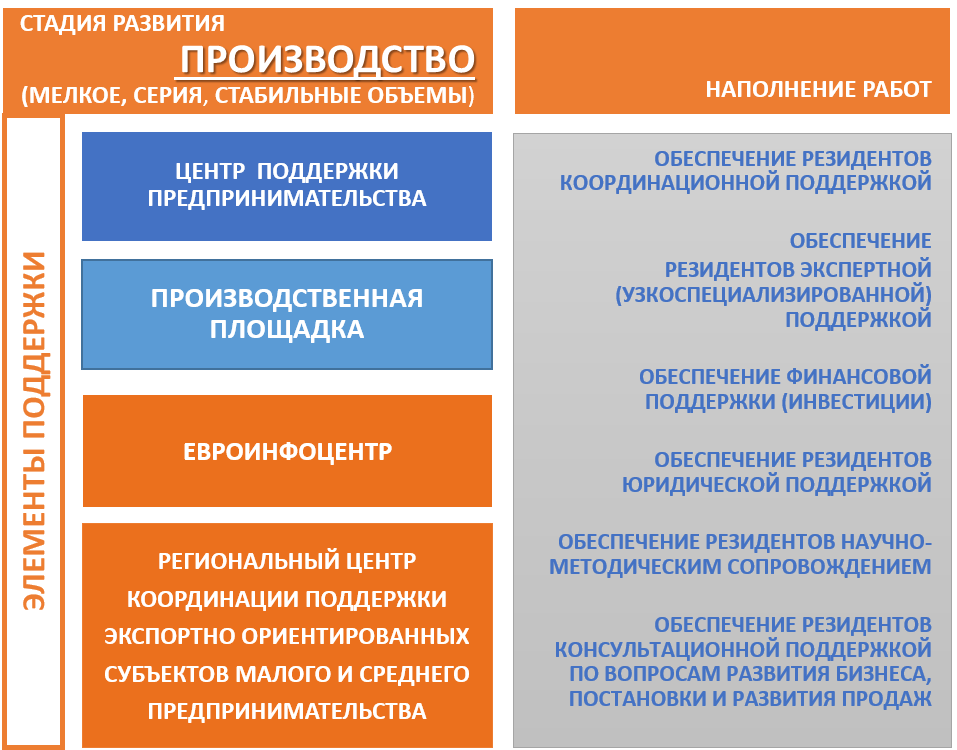 СТАДИЯ РАЗВИТИЯ
ПРОИЗВОДСТВО
(МЕЛКОЕ, СЕРИЯ, СТАБИЛЬНЫЕ ОБЪЕМЫ)
НАПОЛНЕНИЕ РАБОТ
ЭЛЕМЕНТЫ ПОДДЕРЖКИ
ЦЕНТР ПОДДЕРЖКИ
ПРЕДПРИНИМАТЕЛЬСТВА
ПРОИЗВОДСТВЕННАЯ
ПЛОЩАДКА
ЕВРОИНФОЦЕНТР
РЕГИОНАЛЬНЫЙ ЦЕНТР
КООРДИНАЦИИ ПОДДЕРЖКИ
ЭКСПОРТНО ОРИЕНТИРОВАННЫХ
СУБЪЕКТОВ МАЛОГО И СРЕДНЕГО
ПРЕДПРИНИМАТЕЛЬСТВА
ОБЕСПЕЧЕНИЕ РЕЗИДЕНТОВ
КООРДИНАЦИОННОЙ ПОДДЕРЖКОЙ
ОБЕСПЕЧЕНИЕ
РЕЗИДЕНТОВ ЭКСПЕРТНОЙ
(УЗКОСПЕЦИАЛИЗИРОВАННОЙ)
ПОДДЕРЖКОЙ
ОБЕСПЕЧЕНИЕ ФИНАНСОВОЙ
ПОДДЕРЖКИ (ИНВЕСТИЦИИ)
ОБЕСПЕЧЕНИЕ РЕЗИДЕНТОВ
ЮРИДИЧЕСКОЙ ПОДДЕРЖКОЙ
ОБЕСПЕЧЕНИЕ РЕЗИДЕНТОВ НАУЧНО-
МЕТОДИЧЕСКИМ СОПРОВОЖДЕНИЕМ
ОБЕСПЕЧЕНИЕ РЕЗИДЕНТОВ
КОНСУЛЬТАЦИОННОЙ ПОДДЕРЖКОЙ
ПО ВОПРОСАМ РАЗВИТИЯ БИЗНЕСА,
ПОСТАНОВКИ И РАЗВИТИЯ ПРОДАЖ